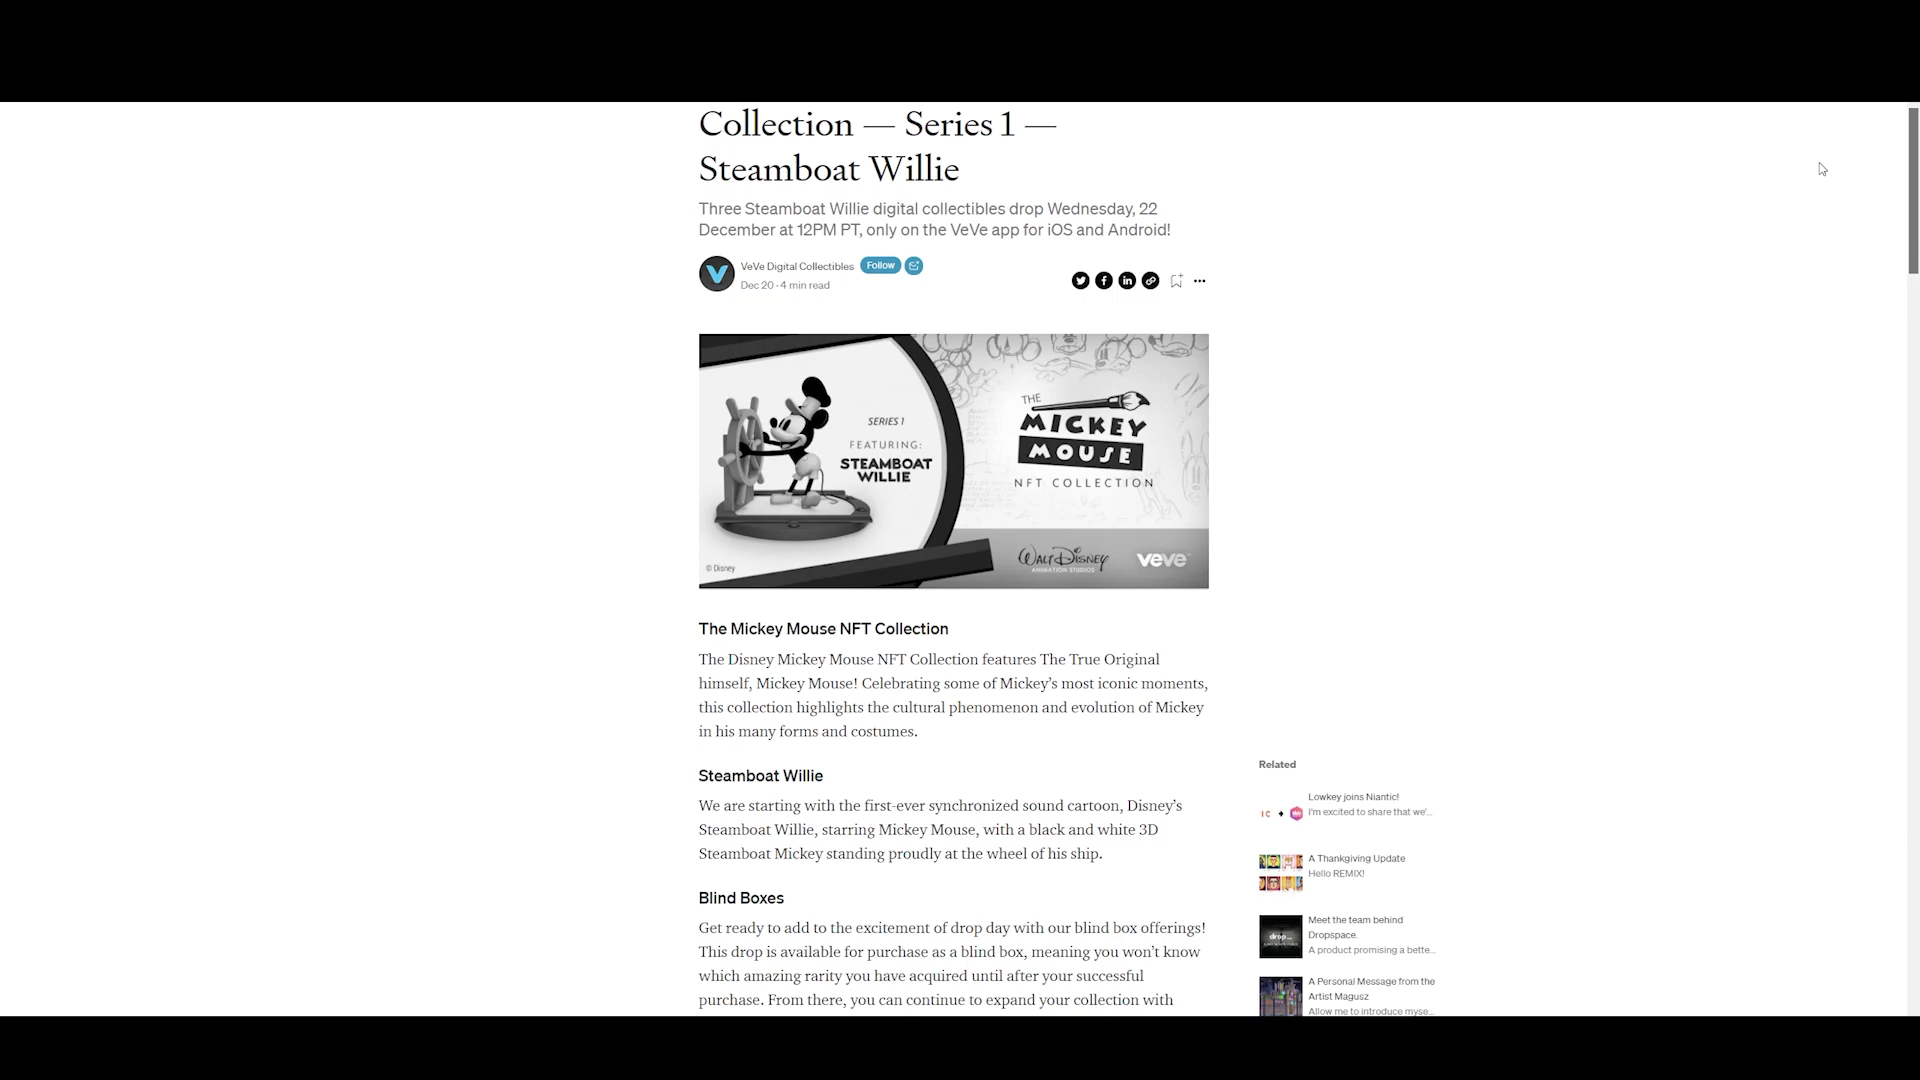 Collection — Series 1 —
Steamboat Willie
Three Steamboat Willie digital collectibles drop Wednesday, 22
December at 12PM PT, only on the VeVe app for iOS and Android!
VeVe Digital Collectibles Follow
Dec 20 · 4 min read
SERIES 1
FEATURING:
STEAMBOAT
WILLIE
© Disney
THE
MICKEY
MOUSE
NFT COLLECTION
WALT DISNEY
ANIMATION STUDIOS
veve
The Mickey Mouse NFT Collection
The Disney Mickey Mouse NFT Collection features The True Original
himself, Mickey Mouse! Celebrating some of Mickey’s most iconic moments,
this collection highlights the cultural phenomenon and evolution of Mickey
in his many forms and costumes.
Steamboat Willie
We are starting with the first-ever synchronized sound cartoon, Disney’s
Steamboat Willie, starring Mickey Mouse, with a black and white 3D
Steamboat Mickey standing proudly at the wheel of his ship.
Blind Boxes
Get ready to add to the excitement of drop day with our blind box offerings!
This drop is available for purchase as a blind box, meaning you won’t know
which amazing rarity you have acquired until after your successful
purchase. From there, you can continue to expand your collection with
Related
Lowkey joins Niantic!
I'm excited to share that we'...
A Thankgiving Update
Hello REMIX!
drop
Meet the team behind
Dropspace.
A product promising a bette...
A Personal Message from the
Artist Magusz
Allow me to introduce myse...